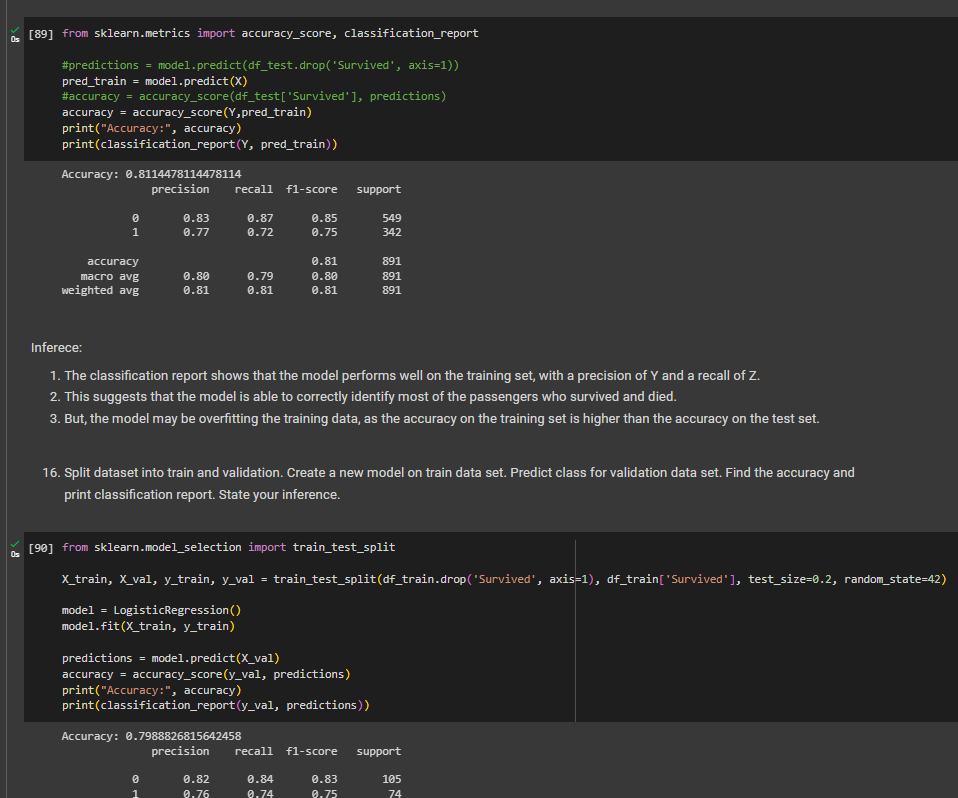 [89] from sklearn.metrics import accuracy_score, classification_report
0s
#predictions = model.predict(df_test.drop('Survived', axis=1))
pred_train = model.predict(X)
#accuracy = accuracy_score(df_test['Survived'], predictions)
accuracy = accuracy_score(Y,pred_train)
print("Accuracy:", accuracy)
print(classification_report(Y, pred_train))
Accuracy: 0.8114478114478114
precision recall f1-score support
0 0.83 0.87 0.85 549
1 0.77 0.72 0.75 342
accuracy 0.81 891
macro avg 0.80 0.79 0.80 891
weighted avg 0.81 0.81 0.81 891
Inferece:
1. The classification report shows that the model performs well on the training set, with a precision of Y and a recall of Z.
2. This suggests that the model is able to correctly identify most of the passengers who survived and died.
3. But, the model may be overfitting the training data, as the accuracy on the training set is higher than the accuracy on the test set.
16. Split dataset into train and validation. Create a new model on train data set. Predict class for validation data set. Find the accuracy and
print classification report. State your inference.
[90] from sklearn.model_selection import train_test_split
0s
X_train, X_val, y_train, y_val = train_test_split(df_train.drop('Survived', axis=1), df_train['Survived'], test_size=0.2, random_state=42)
model = LogisticRegression()
model.fit(X_train, y_train)
predictions = model.predict(X_val)
accuracy = accuracy_score(y_val, predictions)
print("Accuracy:", accuracy)
print(classification_report(y_val, predictions))
Accuracy: 0.7988826815642458
precision recall f1-score support
0 0.82 0.84 0.83 105
1 0.76 0.74 0.75 74